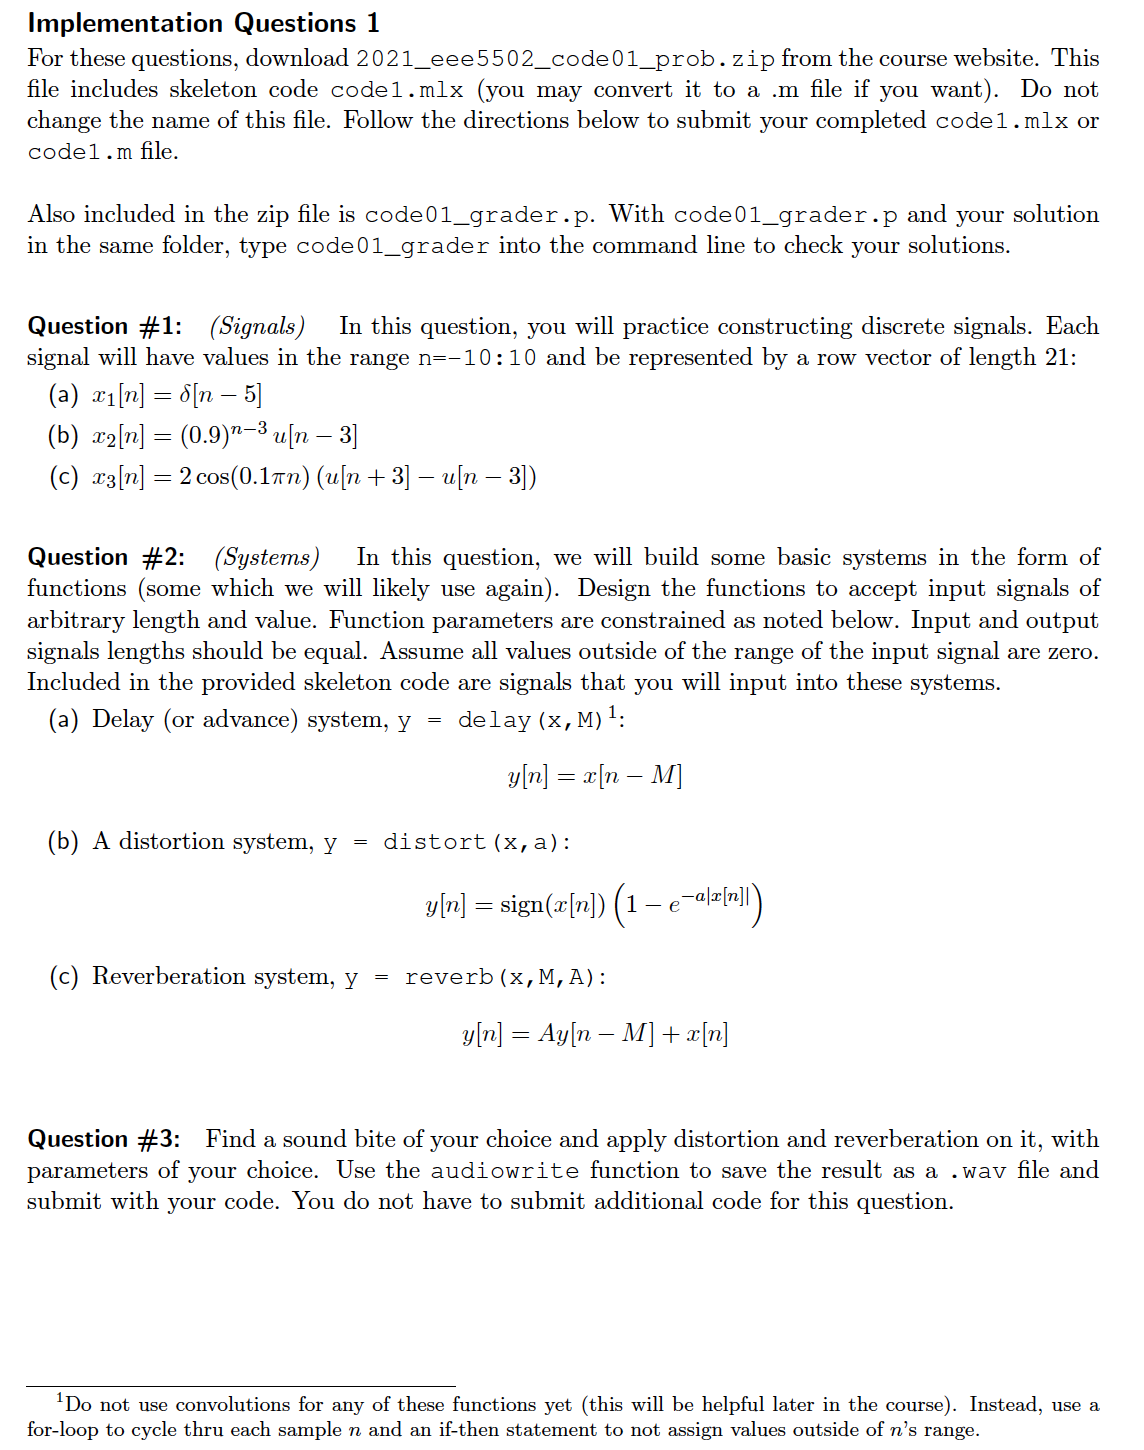 Implementation Questions 1
For these questions, download 2021_eee5502_code01_prob.zip from the course website. This
file includes skeleton code code1.mlx (you may convert it to a .m file if you want). Do not
change the name of this file. Follow the directions below to submit your completed code1.mlx or
code1.m file.
Also included in the zip file is code01_grader.p. With code01_grader.p and your solution
in the same folder, type code01_grader into the command line to check your solutions.
Question #1: (Signals) In this question, you will practice constructing discrete signals. Each
signal will have values in the range n=-10:10 and be represented by a row vector of length 21:
(a) x₁[n] = δ[n − 5]
(b) x₂[n] = (0.9)ⁿ⁻³ u[n − 3]
(c) x₃[n] = 2 cos(0.1πn) (u[n + 3] − u[n − 3])
Question #2: (Systems) In this question, we will build some basic systems in the form of
functions (some which we will likely use again). Design the functions to accept input signals of
arbitrary length and value. Function parameters are constrained as noted below. Input and output
signals lengths should be equal. Assume all values outside of the range of the input signal are zero.
Included in the provided skeleton code are signals that you will input into these systems.
(a) Delay (or advance) system, y = delay(x,M)¹:
y[n] = x[n − M]
(b) A distortion system, y = distort(x,a):
y[n] = sign(x[n]) (1 − e^{−a|x[n]|})
(c) Reverberation system, y = reverb(x,M,A):
y[n] = Ay[n − M] + x[n]
Question #3: Find a sound bite of your choice and apply distortion and reverberation on it, with
parameters of your choice. Use the audiowrite function to save the result as a .wav file and
submit with your code. You do not have to submit additional code for this question.
¹Do not use convolutions for any of these functions yet (this will be helpful later in the course). Instead, use a
for-loop to cycle thru each sample n and an if-then statement to not assign values outside of n's range.